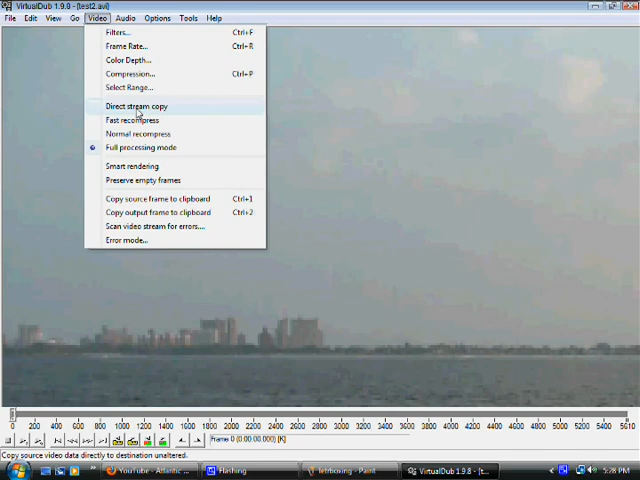 VirtualDub 1.9.8 - [test2.avi]
File Edit View Go Video Audio Options Tools Help
Filters... Ctrl+F
Frame Rate... Ctrl+R
Color Depth...
Compression... Ctrl+P
Select Range...
Direct stream copy
Fast recompress
Normal recompress
Full processing mode
Smart rendering
Preserve empty frames
Copy source frame to clipboard Ctrl+1
Copy output frame to clipboard Ctrl+2
Scan video stream for errors....
Error mode...
0 200 400 600 800 1000 1200 1400 1600 1800 2000 2200 2400 2600 2800 3000 3200 3400 3600 3800 4000 4200 4400 4600 4800 5000 5200 5610
Frame 0 (0:00:00.000) [K]
Copy source video data directly to destination unaltered.
YouTube - Atlantic ... Flashing letrboxing - Paint VirtualDub 1.9.8 - [t... 5:28 PM